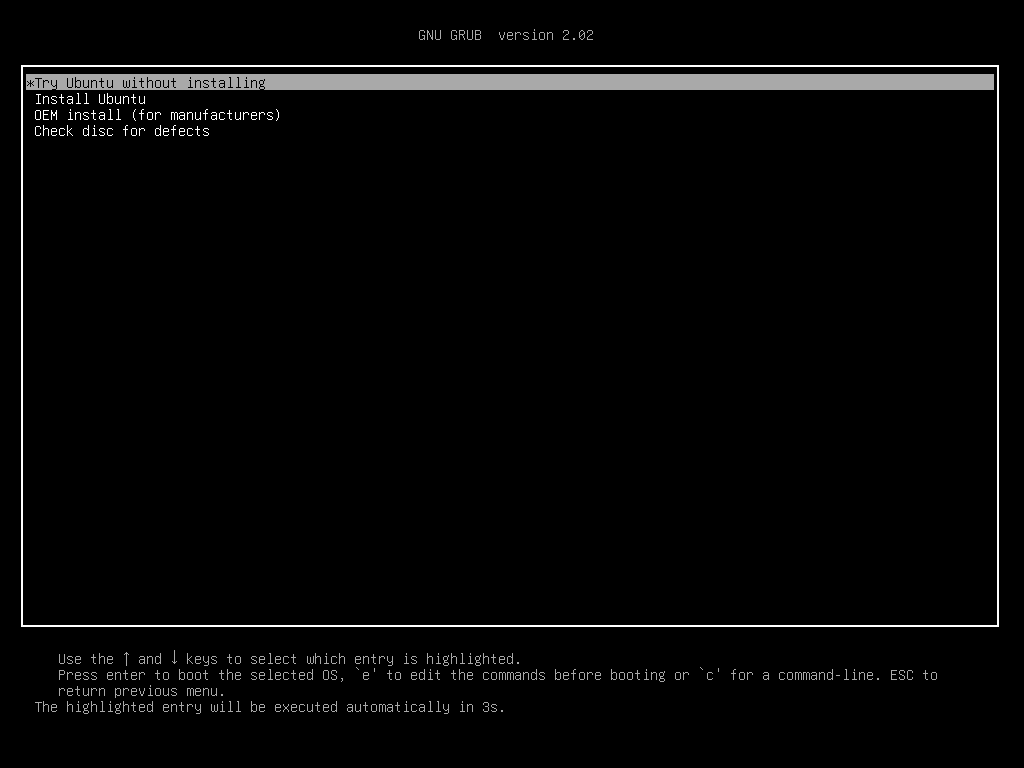 GNU GRUB  version 2.02
*Try Ubuntu without installing
Install Ubuntu
OEM install (for manufacturers)
Check disc for defects
Use the ↑ and ↓ keys to select which entry is highlighted.
Press enter to boot the selected OS, `e' to edit the commands before booting or `c' for a command-line. ESC to
return previous menu.
The highlighted entry will be executed automatically in 3s.